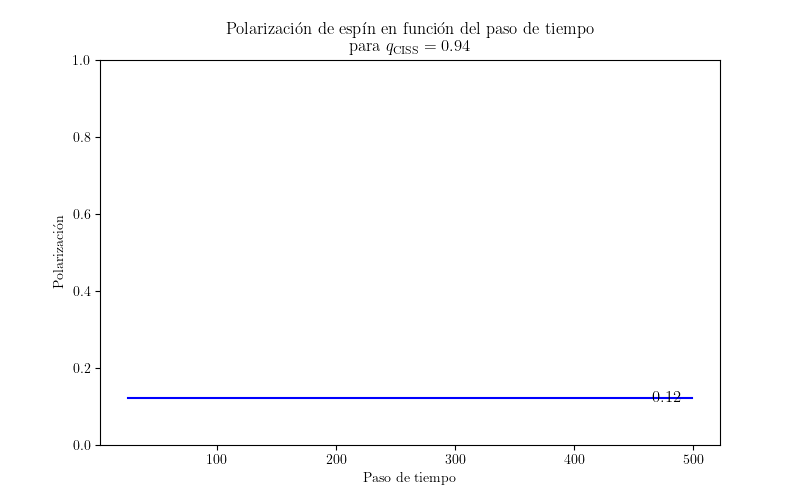 Polarización de espín en función del paso de tiempo
para q_CISS = 0.94
1.0
0.8
0.6
0.4
0.2
0.0
Polarización
0.12
100 200 300 400 500
Paso de tiempo